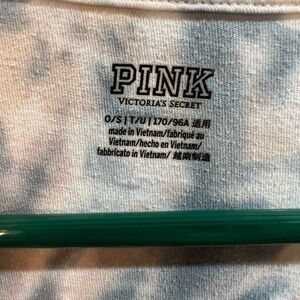 PINK
VICTORIA'S SECRET
O/S | T/U | 170/96A 适用
made in Vietnam/fabriqué au
Vietnam/hecho en Vietnam/
fabbricato in Vietnam/ 越南制造